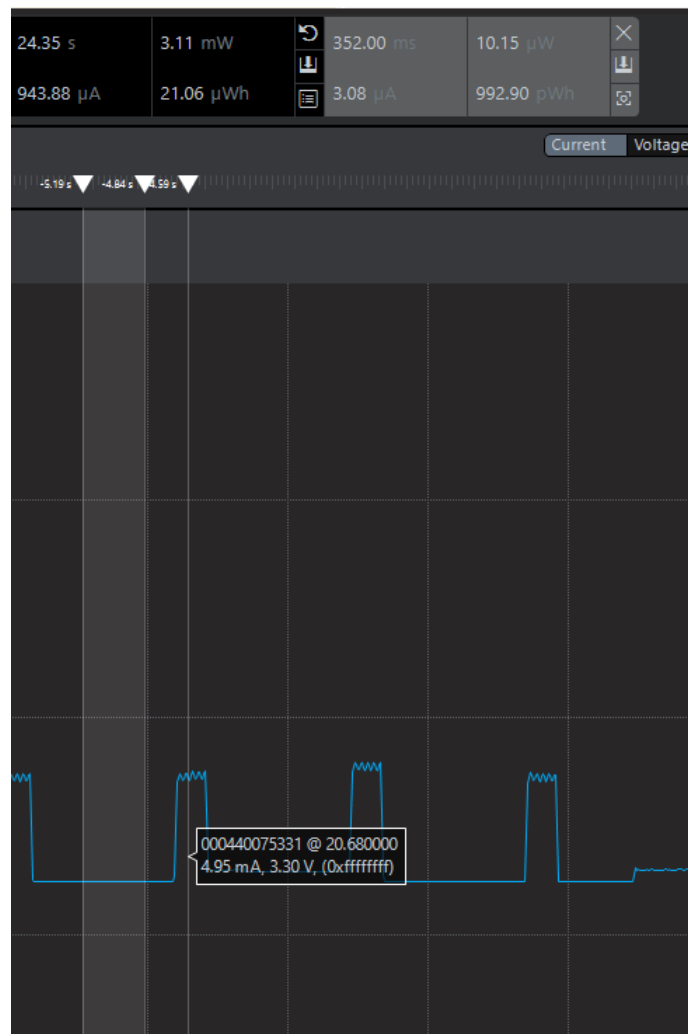 24.35 s 3.11 mW 352.00 ms 10.15 µW
943.88 µA 21.06 µWh 3.08 µA 992.90 pWh
Current Voltage
-5.19 s -4.84 s 4.59 s
000440075331 @ 20.680000
4.95 mA, 3.30 V, (0xffffffff)